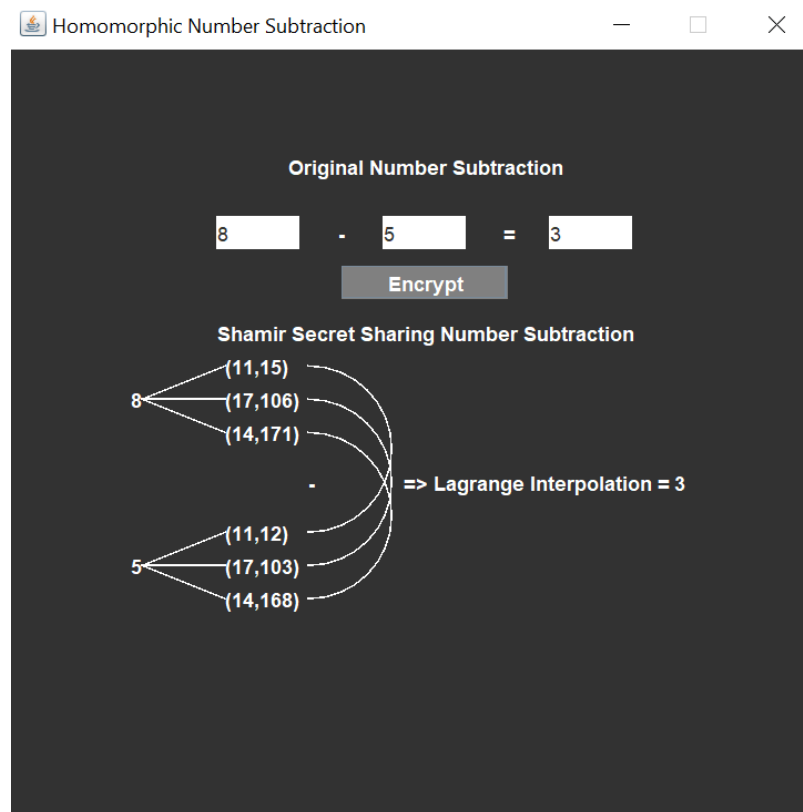 Homomorphic Number Subtraction
Original Number Subtraction
8 - 5 = 3
Encrypt
Shamir Secret Sharing Number Subtraction
(11,15)
8 (17,106)
(14,171)
- => Lagrange Interpolation = 3
(11,12)
5 (17,103)
(14,168)